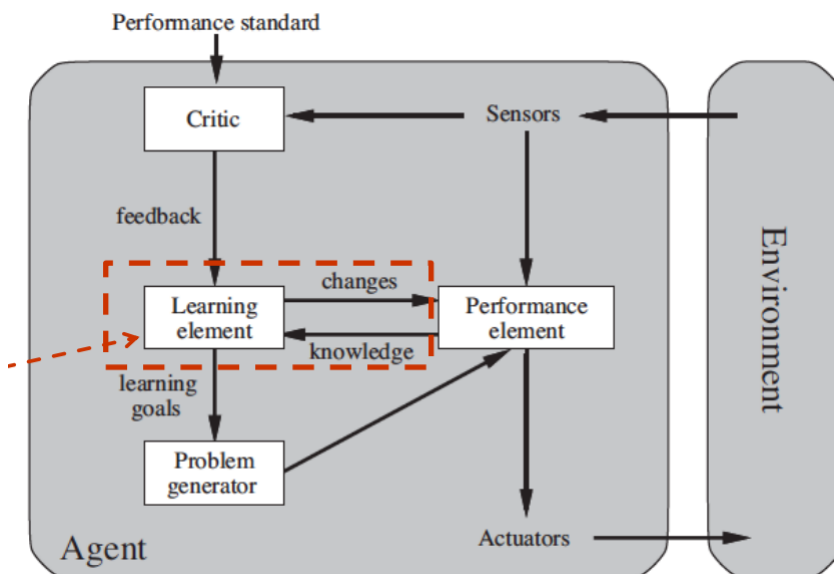 Performance standard
Critic
Sensors
feedback
changes
Learning
element
Performance
element
knowledge
learning
goals
Problem
generator
Agent
Actuators
Environment